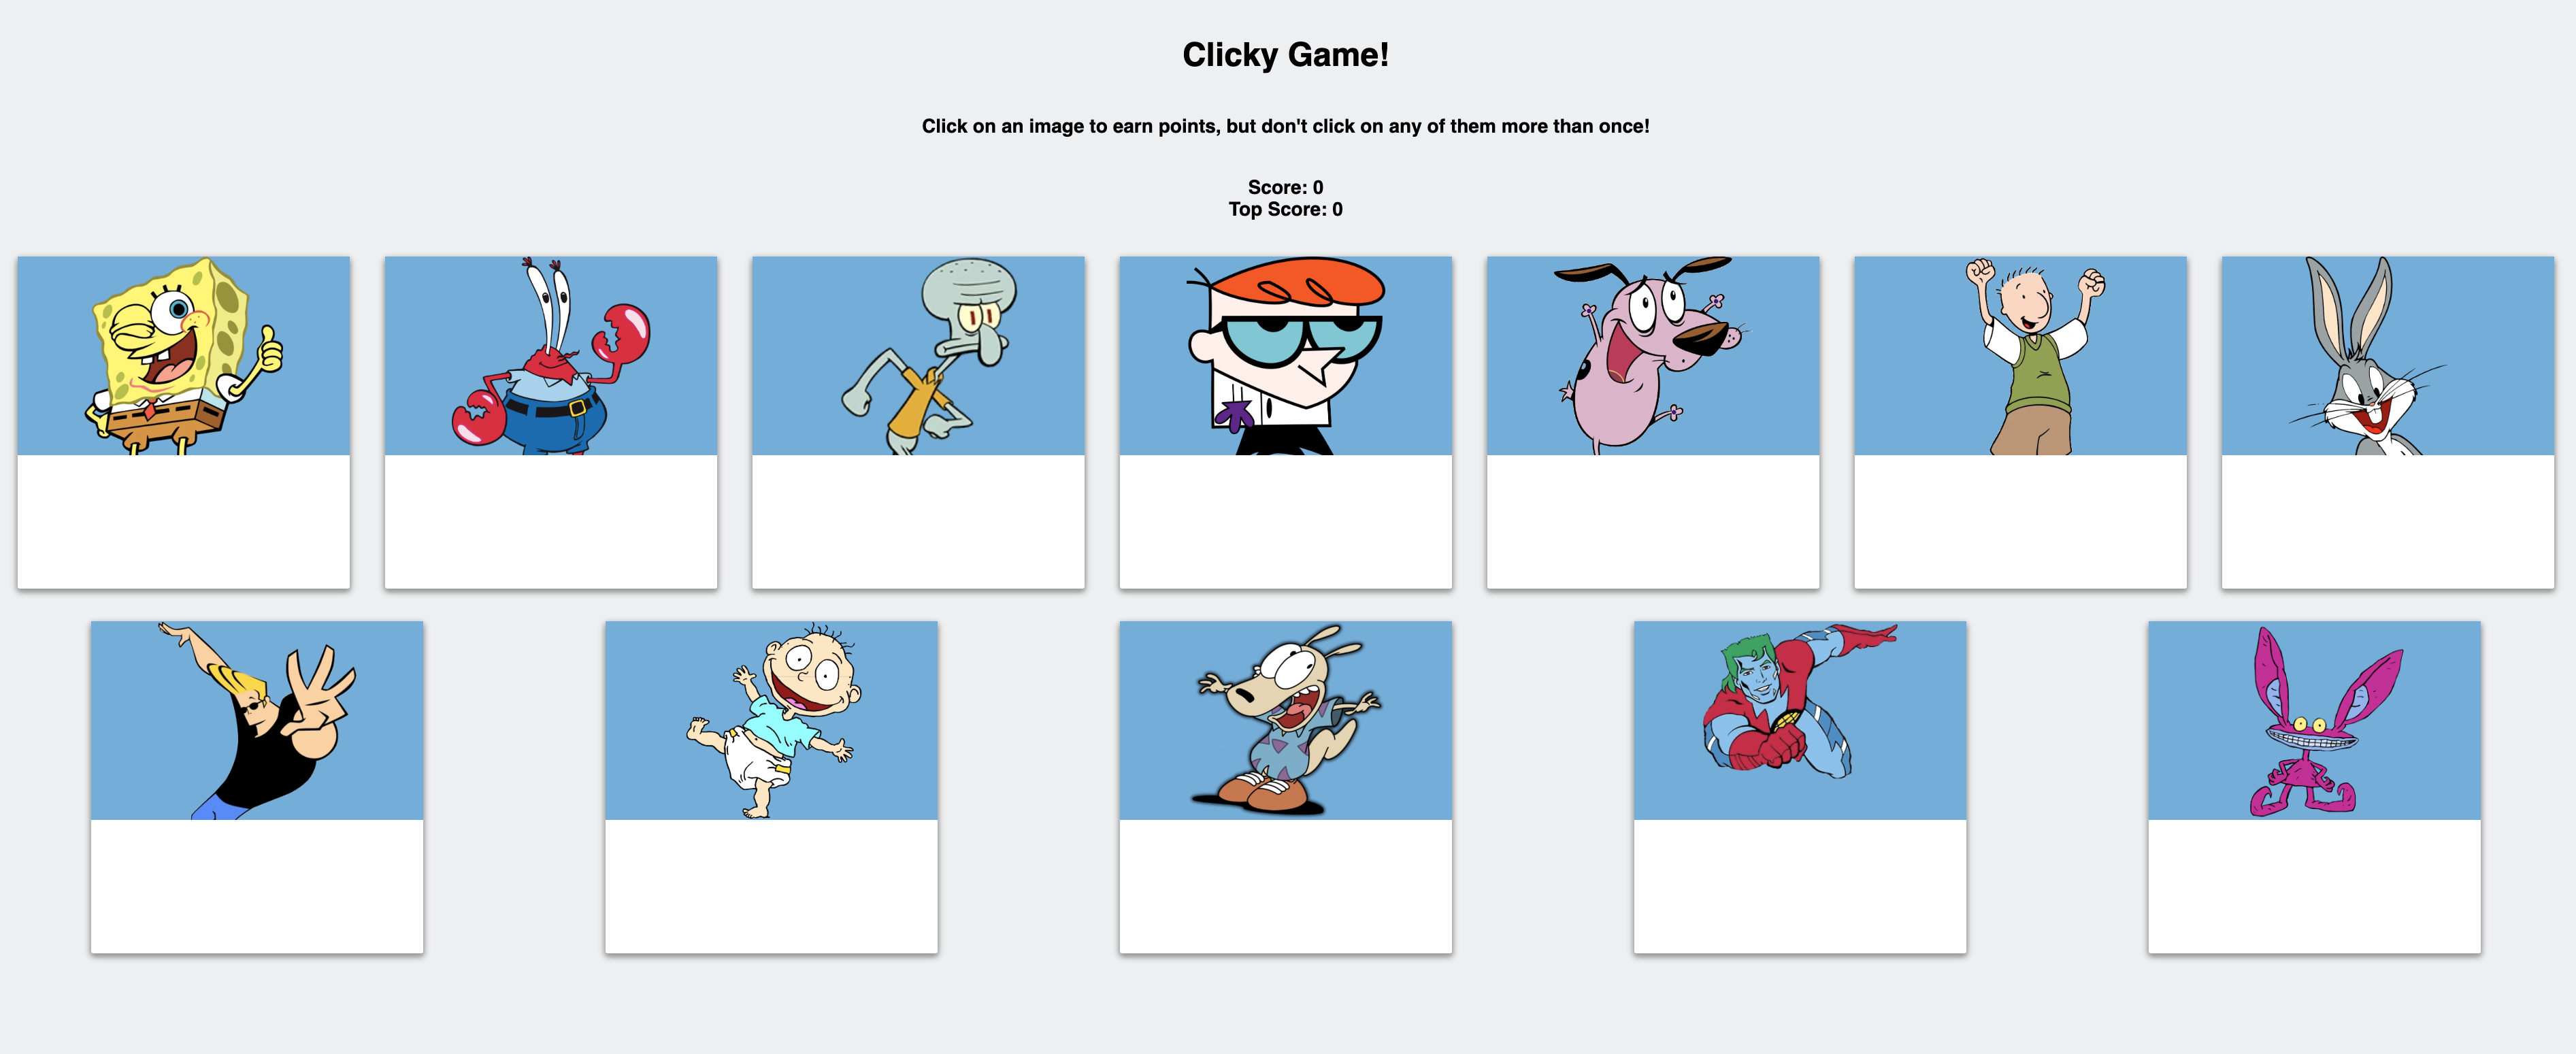 Clicky Game!
Click on an image to earn points, but don't click on any of them more than once!
Score: 0
Top Score: 0